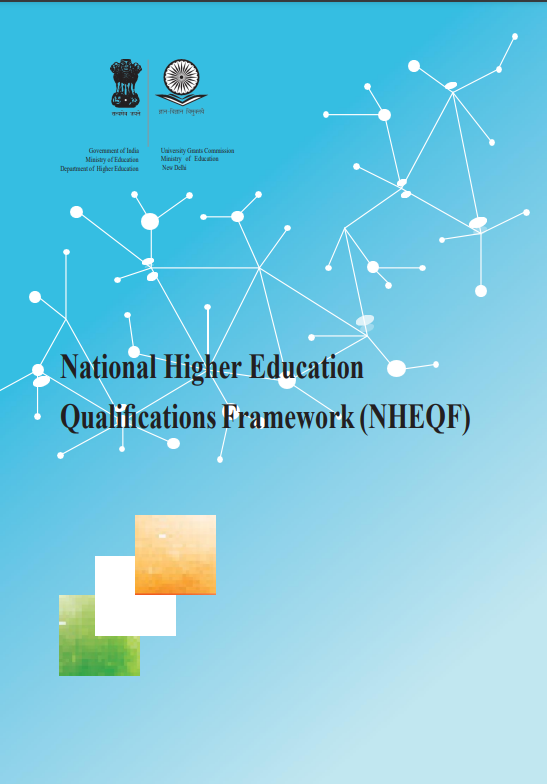 सत्यमेव जयते
ज्ञान-विज्ञान विमुक्तये
Government of India
Ministry of Education
Department of Higher Education
University Grants Commission
Ministry of Education
New Delhi
National Higher Education
Qualifications Framework (NHEQF)